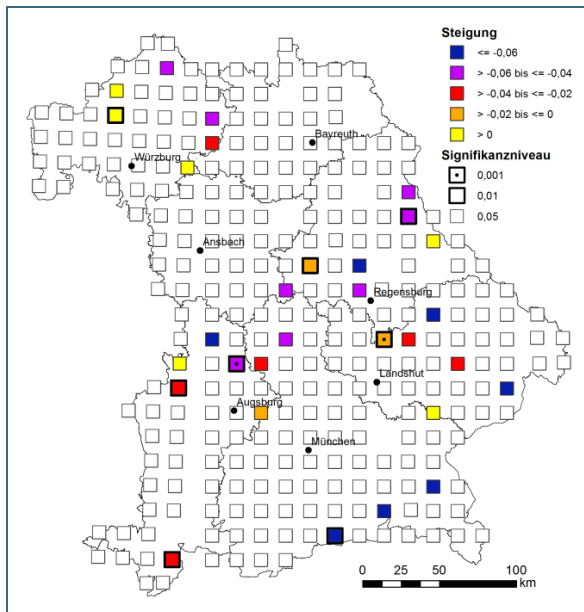 Steigung
<= -0,06
> -0,06 bis <= -0,04
> -0,04 bis <= -0,02
> -0,02 bis <= 0
> 0
Signifikanzniveau
0,001
0,01
0,05
Bayreuth
Würzburg
Ansbach
Regensburg
Landshut
Augsburg
München
0 50 100
km